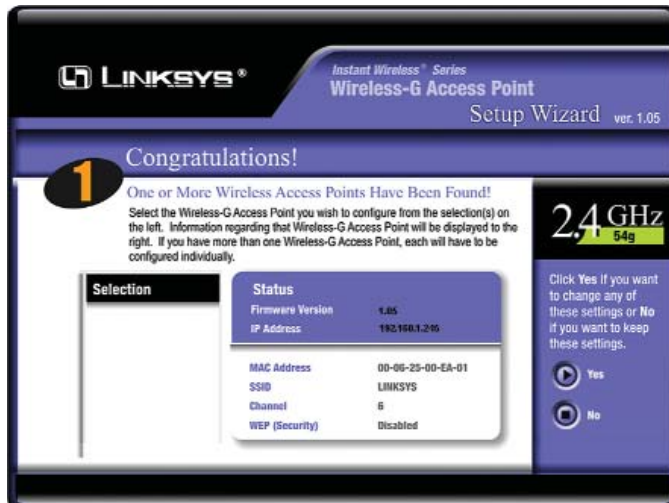 LINKSYS®
Instant Wireless® Series
Wireless-G Access Point
Setup Wizard ver. 1.05
1
Congratulations!
One or More Wireless Access Points Have Been Found!
Select the Wireless-G Access Point you wish to configure from the selection(s) on
the left. Information regarding that Wireless-G Access Point will be displayed to the
right. If you have more than one Wireless-G Access Point, each will have to be
configured individually.
Selection
Status
Firmware Version 1.05
IP Address 192.168.1.245
MAC Address 00-06-25-00-EA-01
SSID LINKSYS
Channel 6
WEP (Security) Disabled
2.4 GHz
54g
Click Yes if you want
to change any of
these settings or No
if you want to keep
these settings.
Yes
No